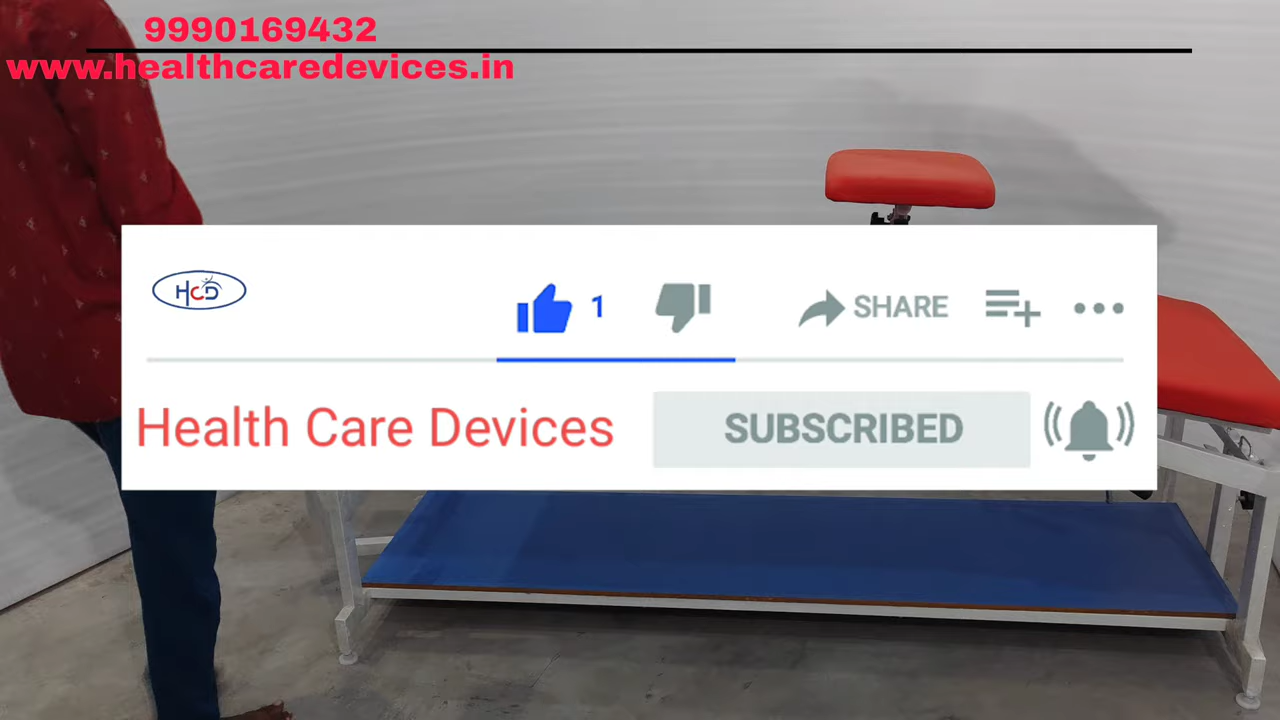 9990169432
www.healthcaredevices.in
HCD
1
SHARE
Health Care Devices
SUBSCRIBED